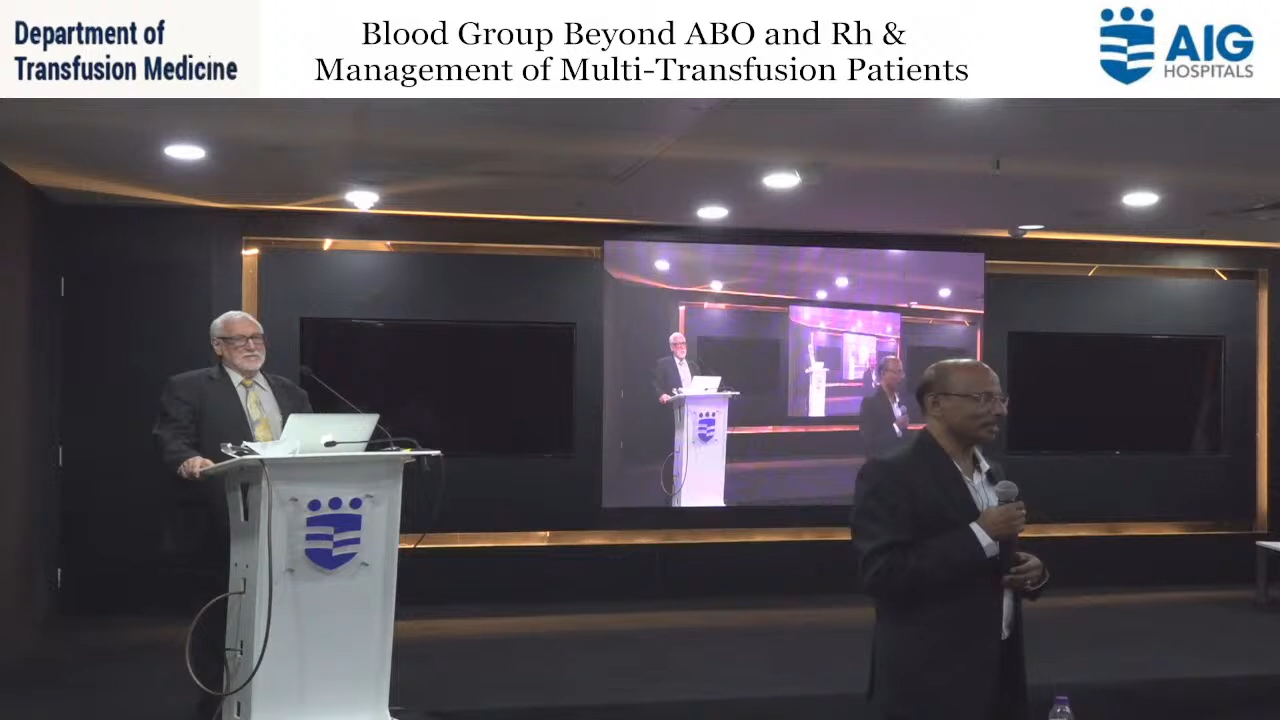 Department of
Transfusion Medicine
Blood Group Beyond ABO and Rh &
Management of Multi-Transfusion Patients
AIG
HOSPITALS